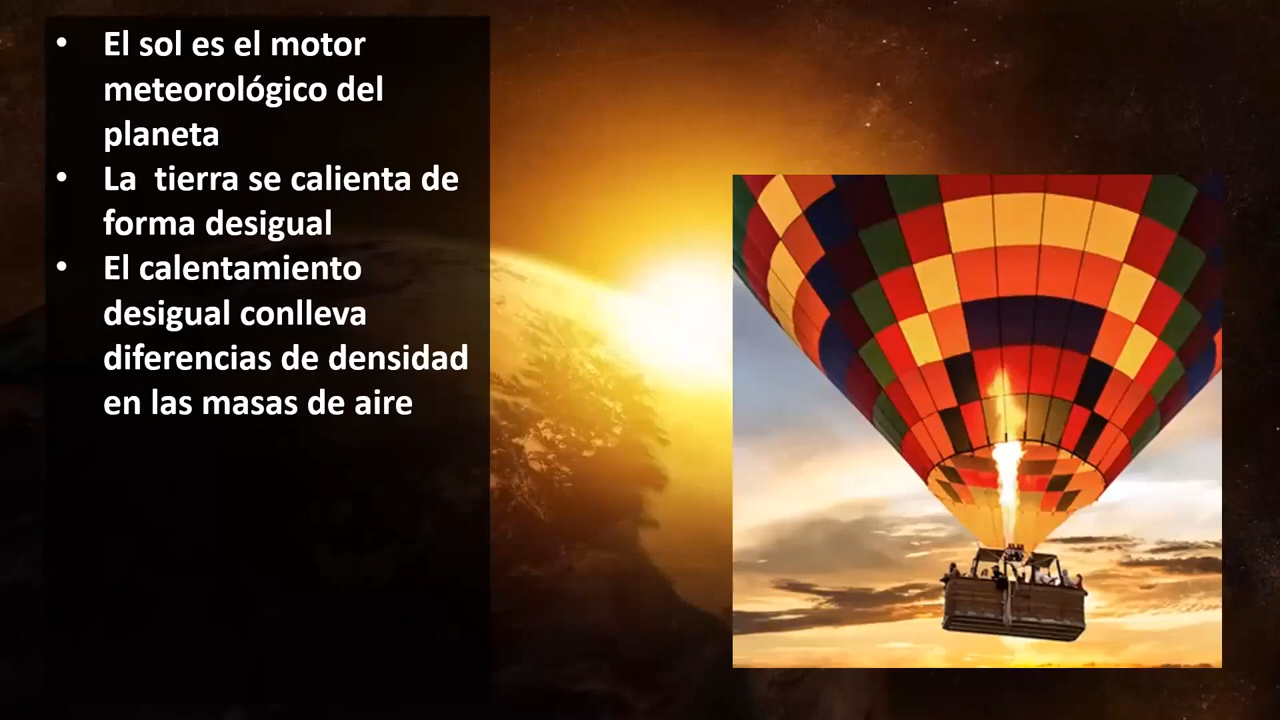 • El sol es el motor
meteorológico del
planeta
• La  tierra se calienta de
forma desigual
• El calentamiento
desigual conlleva
diferencias de densidad
en las masas de aire